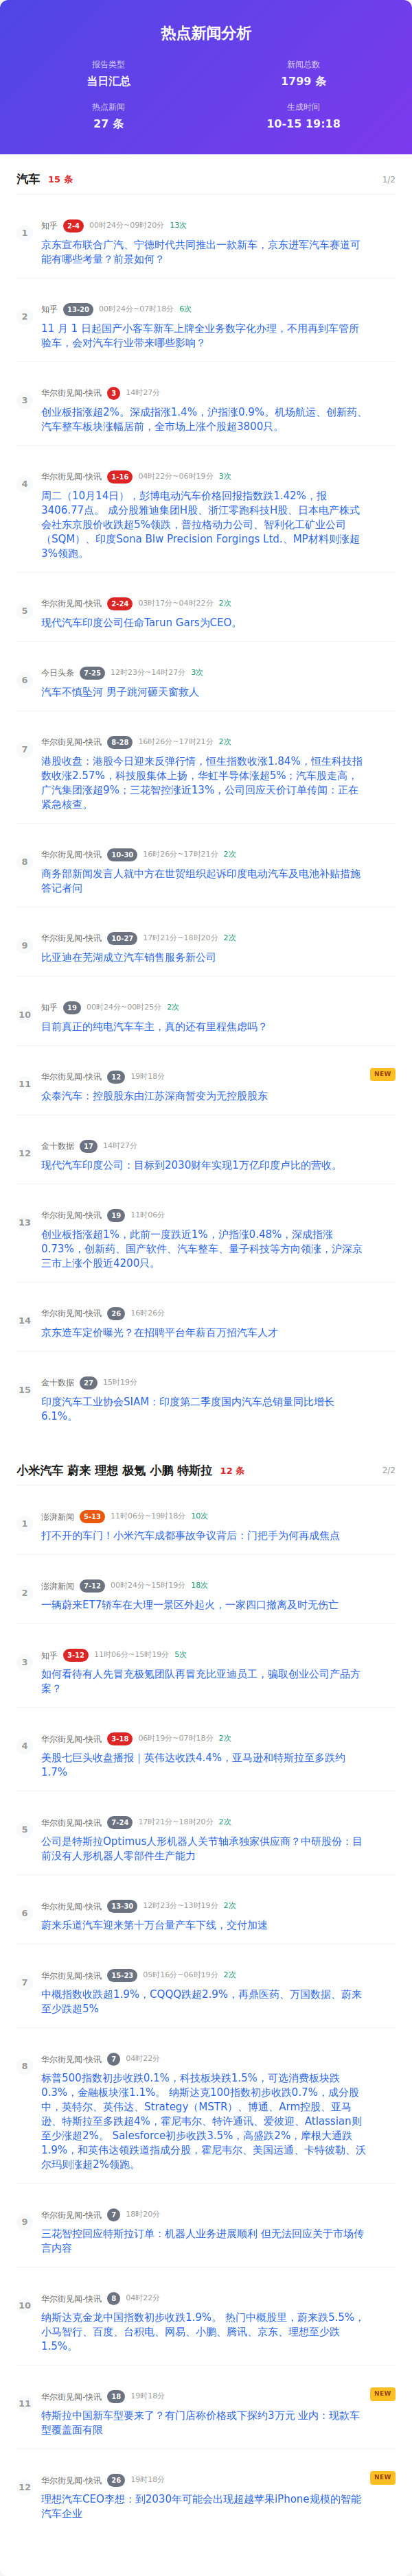 热点新闻分析
报告类型
当日汇总
新闻总数
1799 条
热点新闻
27 条
生成时间
10-15 19:18
汽车 15 条 1/2
1
知乎 2-4 00时24分~09时20分 13次
京东宣布联合广汽、宁德时代共同推出一款新车，京东进军汽车赛道可
能有哪些考量？前景如何？
2
知乎 13-20 00时24分~07时18分 6次
11 月 1 日起国产小客车新车上牌全业务数字化办理，不用再到车管所
验车，会对汽车行业带来哪些影响？
3
华尔街见闻-快讯 3 14时27分
创业板指涨超2%。深成指涨1.4%，沪指涨0.9%。机场航运、创新药、
汽车整车板块涨幅居前，全市场上涨个股超3800只。
4
华尔街见闻-快讯 1-16 04时22分~06时19分 3次
周二（10月14日），彭博电动汽车价格回报指数跌1.42%，报
3406.77点。 成分股雅迪集团H股、浙江零跑科技H股、日本电产株式
会社东京股价收跌超5%领跌，普拉格动力公司、智利化工矿业公司
（SQM）、印度Sona Blw Precision Forgings Ltd.、MP材料则涨超
3%领跑。
5
华尔街见闻-快讯 2-24 03时17分~04时22分 2次
现代汽车印度公司任命Tarun Gars为CEO。
6
今日头条 7-25 12时23分~14时27分 3次
汽车不慎坠河 男子跳河砸天窗救人
7
华尔街见闻-快讯 8-28 16时26分~17时21分 2次
港股收盘：港股今日迎来反弹行情，恒生指数收涨1.84%，恒生科技指
数收涨2.57%，科技股集体上扬，华虹半导体涨超5%；汽车股走高，
广汽集团涨超9%；三花智控涨近13%，公司回应天价订单传闻：正在
紧急核查。
8
华尔街见闻-快讯 10-30 16时26分~17时21分 2次
商务部新闻发言人就中方在世贸组织起诉印度电动汽车及电池补贴措施
答记者问
9
华尔街见闻-快讯 10-27 17时21分~18时20分 2次
比亚迪在芜湖成立汽车销售服务新公司
10
知乎 19 00时24分~00时25分 2次
目前真正的纯电汽车车主，真的还有里程焦虑吗？
11
华尔街见闻-快讯 12 19时18分 NEW
众泰汽车：控股股东由江苏深商暂变为无控股股东
12
金十数据 17 14时27分
现代汽车印度公司：目标到2030财年实现1万亿印度卢比的营收。
13
华尔街见闻-快讯 19 11时06分
创业板指涨超1%，此前一度跌近1%，沪指涨0.48%，深成指涨
0.73%，创新药、国产软件、汽车整车、量子科技等方向领涨，沪深京
三市上涨个股近4200只。
14
华尔街见闻-快讯 26 16时26分
京东造车定价曝光？在招聘平台年薪百万招汽车人才
15
金十数据 27 15时19分
印度汽车工业协会SIAM：印度第二季度国内汽车总销量同比增长
6.1%。
小米汽车 蔚来 理想 极氪 小鹏 特斯拉 12 条 2/2
1
澎湃新闻 5-13 11时06分~19时18分 10次
打不开的车门！小米汽车成都事故争议背后：门把手为何再成焦点
2
澎湃新闻 7-12 00时24分~15时19分 18次
一辆蔚来ET7轿车在大理一景区外起火，一家四口撤离及时无伤亡
3
知乎 3-12 11时06分~15时19分 5次
如何看待有人先冒充极氪团队再冒充比亚迪员工，骗取创业公司产品方
案？
4
华尔街见闻-快讯 3-18 06时19分~07时18分 2次
美股七巨头收盘播报｜英伟达收跌4.4%，亚马逊和特斯拉至多跌约
1.7%
5
华尔街见闻-快讯 7-24 17时21分~18时20分 2次
公司是特斯拉Optimus人形机器人关节轴承独家供应商？中研股份：目
前没有人形机器人零部件生产能力
6
华尔街见闻-快讯 13-30 12时23分~13时19分 2次
蔚来乐道汽车迎来第十万台量产车下线，交付加速
7
华尔街见闻-快讯 15-23 05时16分~06时19分 2次
中概指数收跌超1.9%，CQQQ跌超2.9%，再鼎医药、万国数据、蔚来
至少跌超5%
8
华尔街见闻-快讯 7 04时22分
标普500指数初步收跌0.1%，科技板块跌1.5%，可选消费板块跌
0.3%，金融板块涨1.1%。 纳斯达克100指数初步收跌0.7%，成分股
中，英特尔、英伟达、Strategy（MSTR）、博通、Arm控股、亚马
逊、特斯拉至多跌超4%，霍尼韦尔、特许通讯、爱彼迎、Atlassian则
至少涨超2%。 Salesforce初步收跌3.5%，高盛跌2%，摩根大通跌
1.9%，和英伟达领跌道指成分股，霍尼韦尔、美国运通、卡特彼勒、沃
尔玛则涨超2%领跑。
9
华尔街见闻-快讯 7 18时20分
三花智控回应特斯拉订单：机器人业务进展顺利 但无法回应关于市场传
言内容
10
华尔街见闻-快讯 8 04时22分
纳斯达克金龙中国指数初步收跌1.9%。 热门中概股里，蔚来跌5.5%，
小马智行、百度、台积电、网易、小鹏、腾讯、京东、理想至少跌
1.5%。
11
华尔街见闻-快讯 18 19时18分 NEW
特斯拉中国新车型要来了？有门店称价格或下探约3万元 业内：现款车
型覆盖面有限
12
华尔街见闻-快讯 26 19时18分 NEW
理想汽车CEO李想：到2030年可能会出现超越苹果iPhone规模的智能
汽车企业